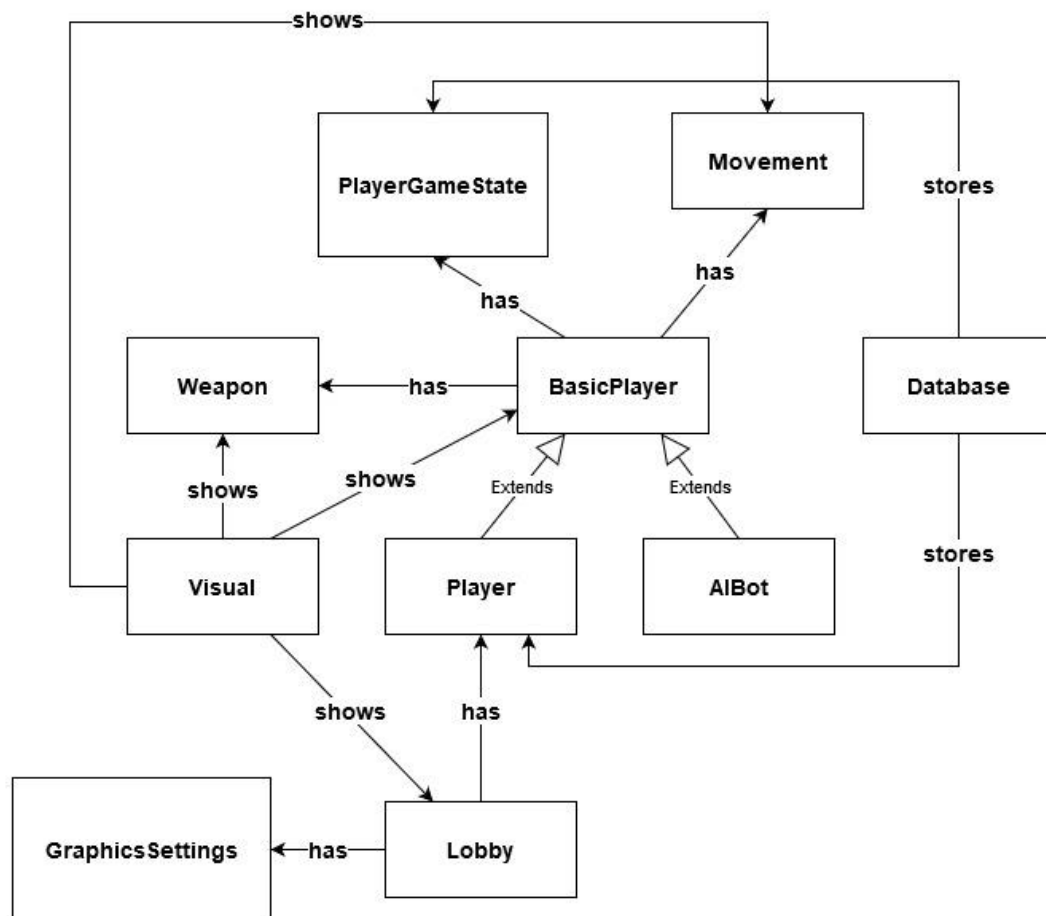 shows
PlayerGameState
Movement
stores
has
has
Weapon
has
BasicPlayer
Database
shows
shows
Extends
Extends
stores
Visual
Player
AIBot
shows
has
GraphicsSettings
has
Lobby